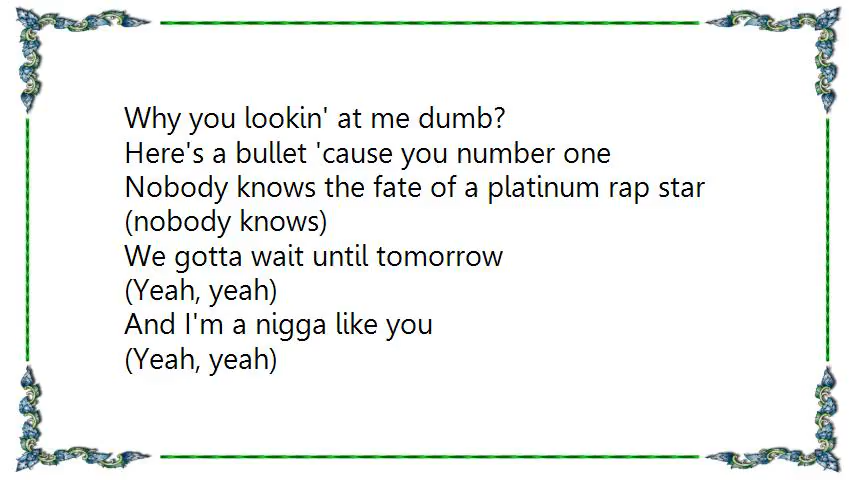 Why you lookin' at me dumb?
Here's a bullet 'cause you number one
Nobody knows the fate of a platinum rap star
(nobody knows)
We gotta wait until tomorrow
(Yeah, yeah)
And I'm a nigga like you
(Yeah, yeah)